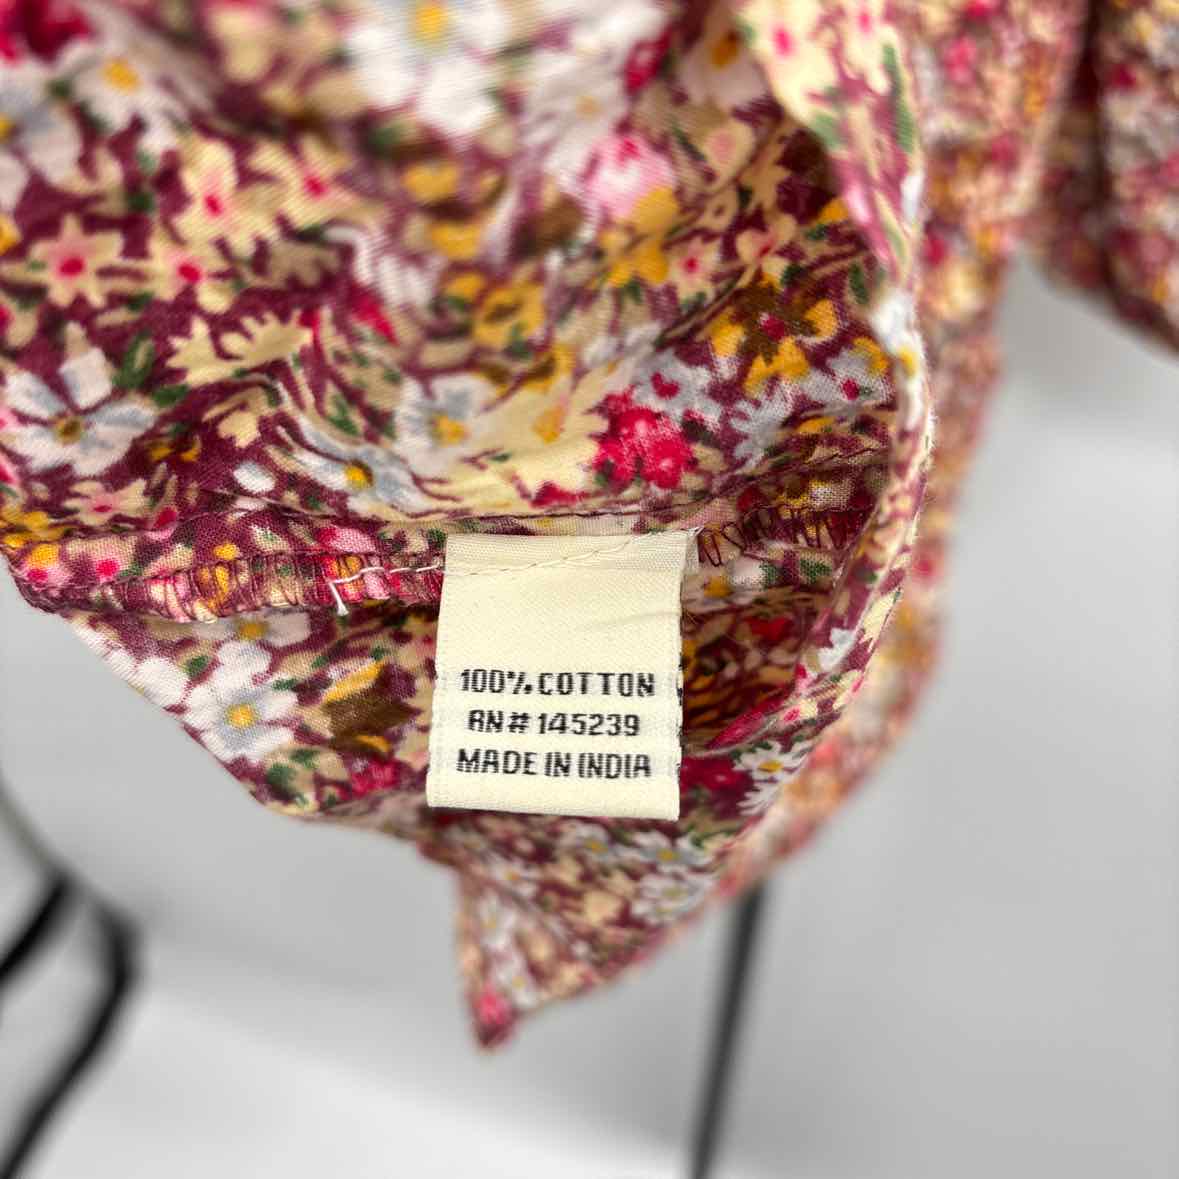 100% COTTON
RN# 145239
MADE IN INDIA